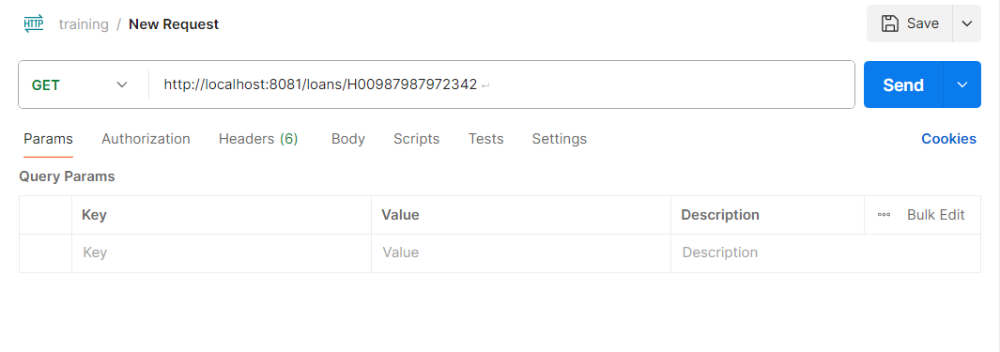 HTTP training / New Request Save
GET http://localhost:8081/loans/H00987987972342 ↵ Send
Params Authorization Headers (6) Body Scripts Tests Settings Cookies
Query Params
Key Value Description Bulk Edit
Key Value Description